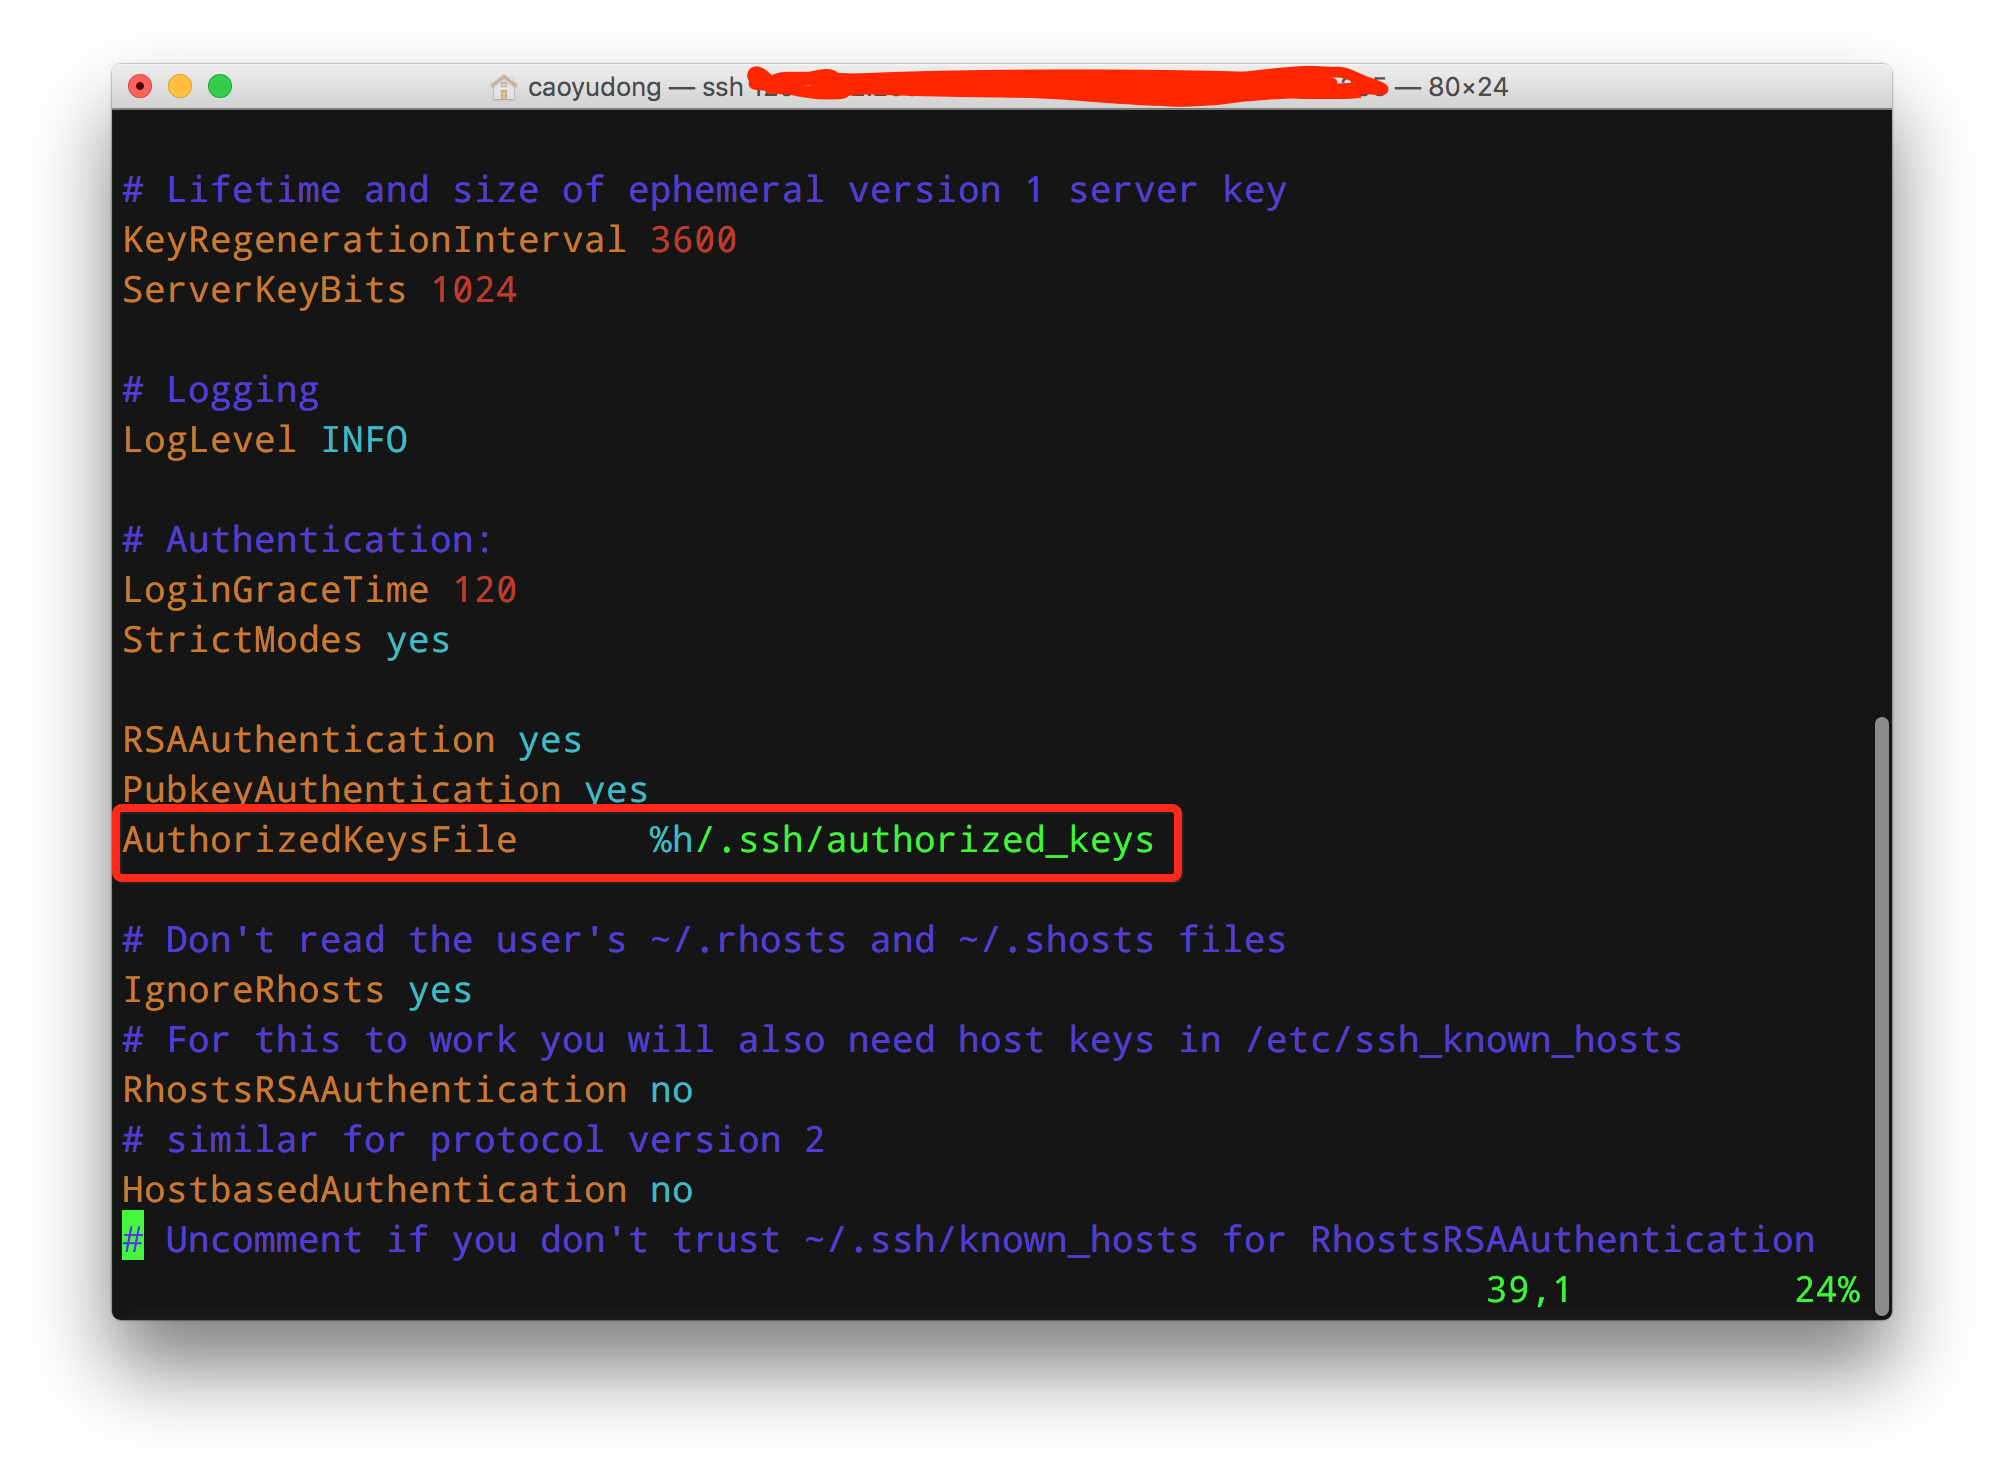 caoyudong — ssh — 80×24
# Lifetime and size of ephemeral version 1 server key
KeyRegenerationInterval 3600
ServerKeyBits 1024
# Logging
LogLevel INFO
# Authentication:
LoginGraceTime 120
StrictModes yes
RSAAuthentication yes
PubkeyAuthentication yes
AuthorizedKeysFile      %h/.ssh/authorized_keys
# Don't read the user's ~/.rhosts and ~/.shosts files
IgnoreRhosts yes
# For this to work you will also need host keys in /etc/ssh_known_hosts
RhostsRSAAuthentication no
# similar for protocol version 2
HostbasedAuthentication no
# Uncomment if you don't trust ~/.ssh/known_hosts for RhostsRSAAuthentication
39,1          24%